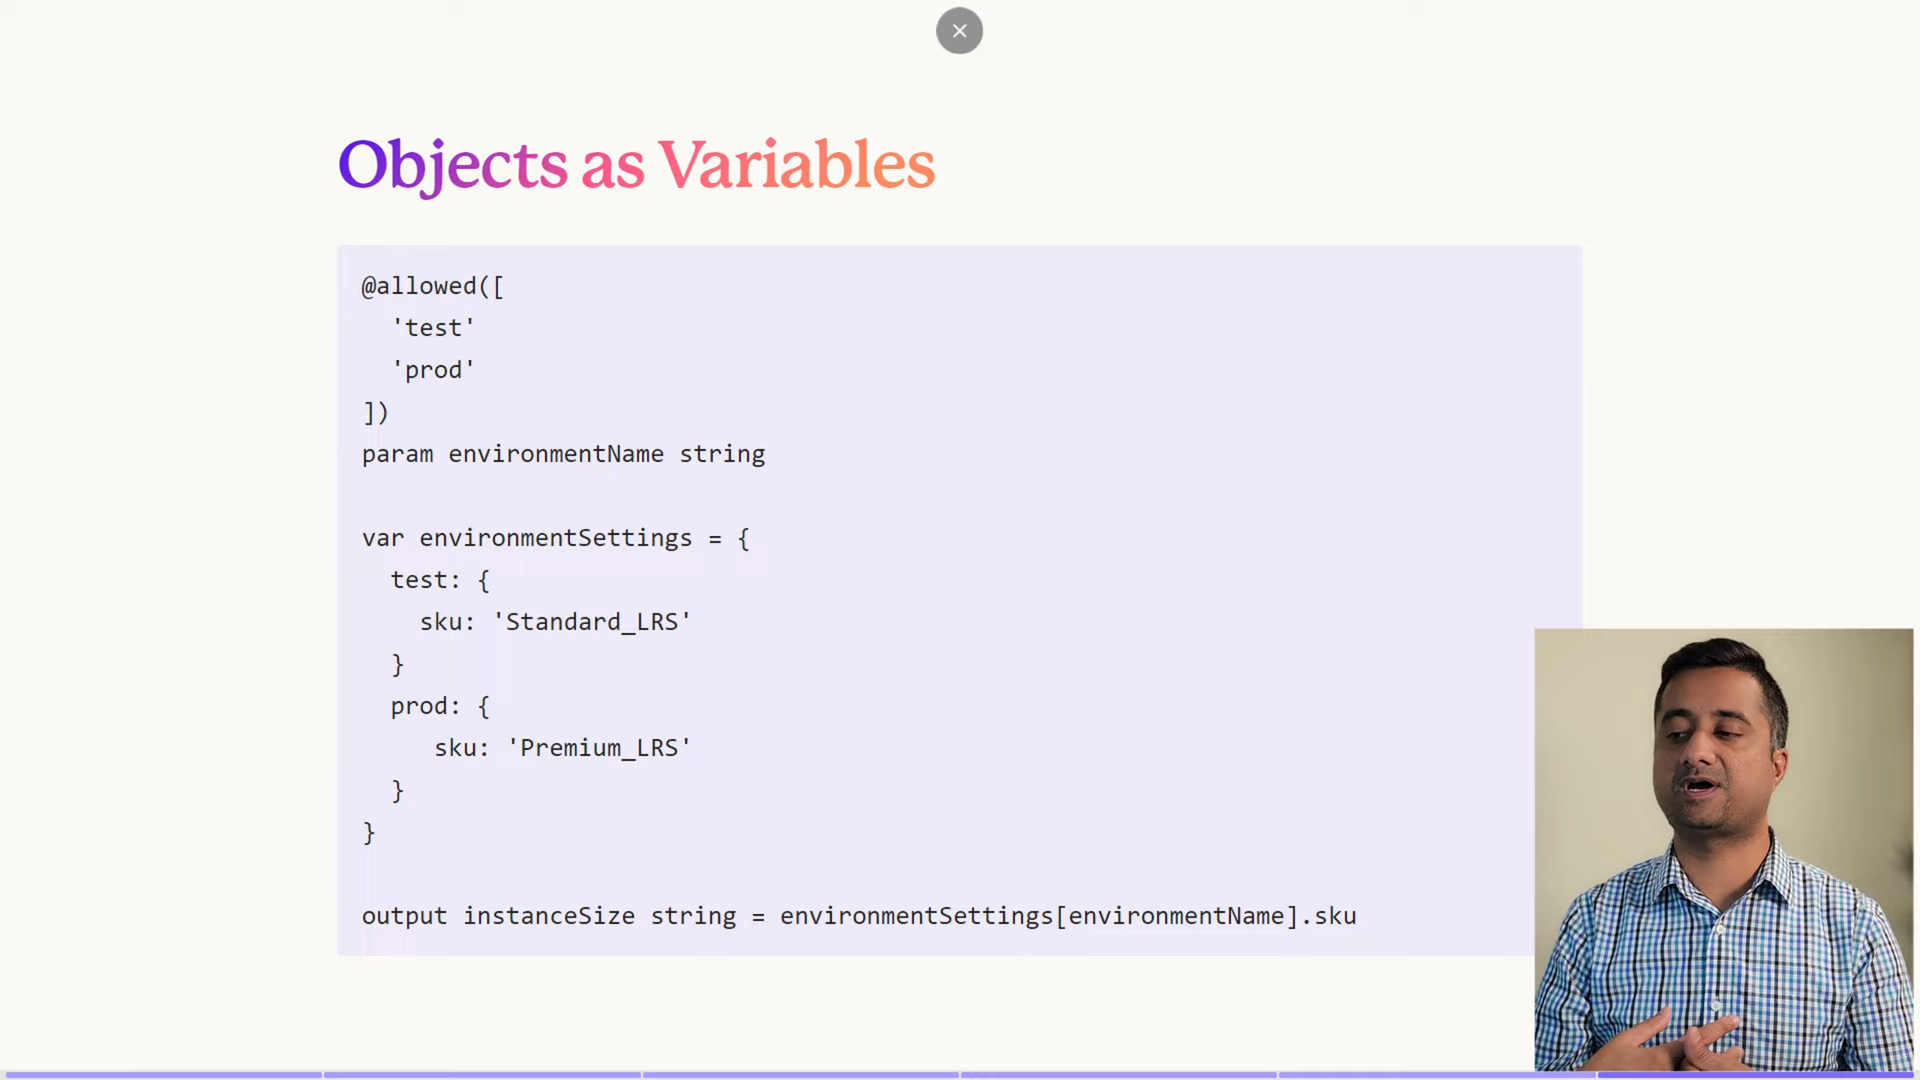 Objects as Variables
@allowed([
'test'
'prod'
])
param environmentName string
var environmentSettings = {
test: {
sku: 'Standard_LRS'
}
prod: {
sku: 'Premium_LRS'
}
}
output instanceSize string = environmentSettings[environmentName].sku